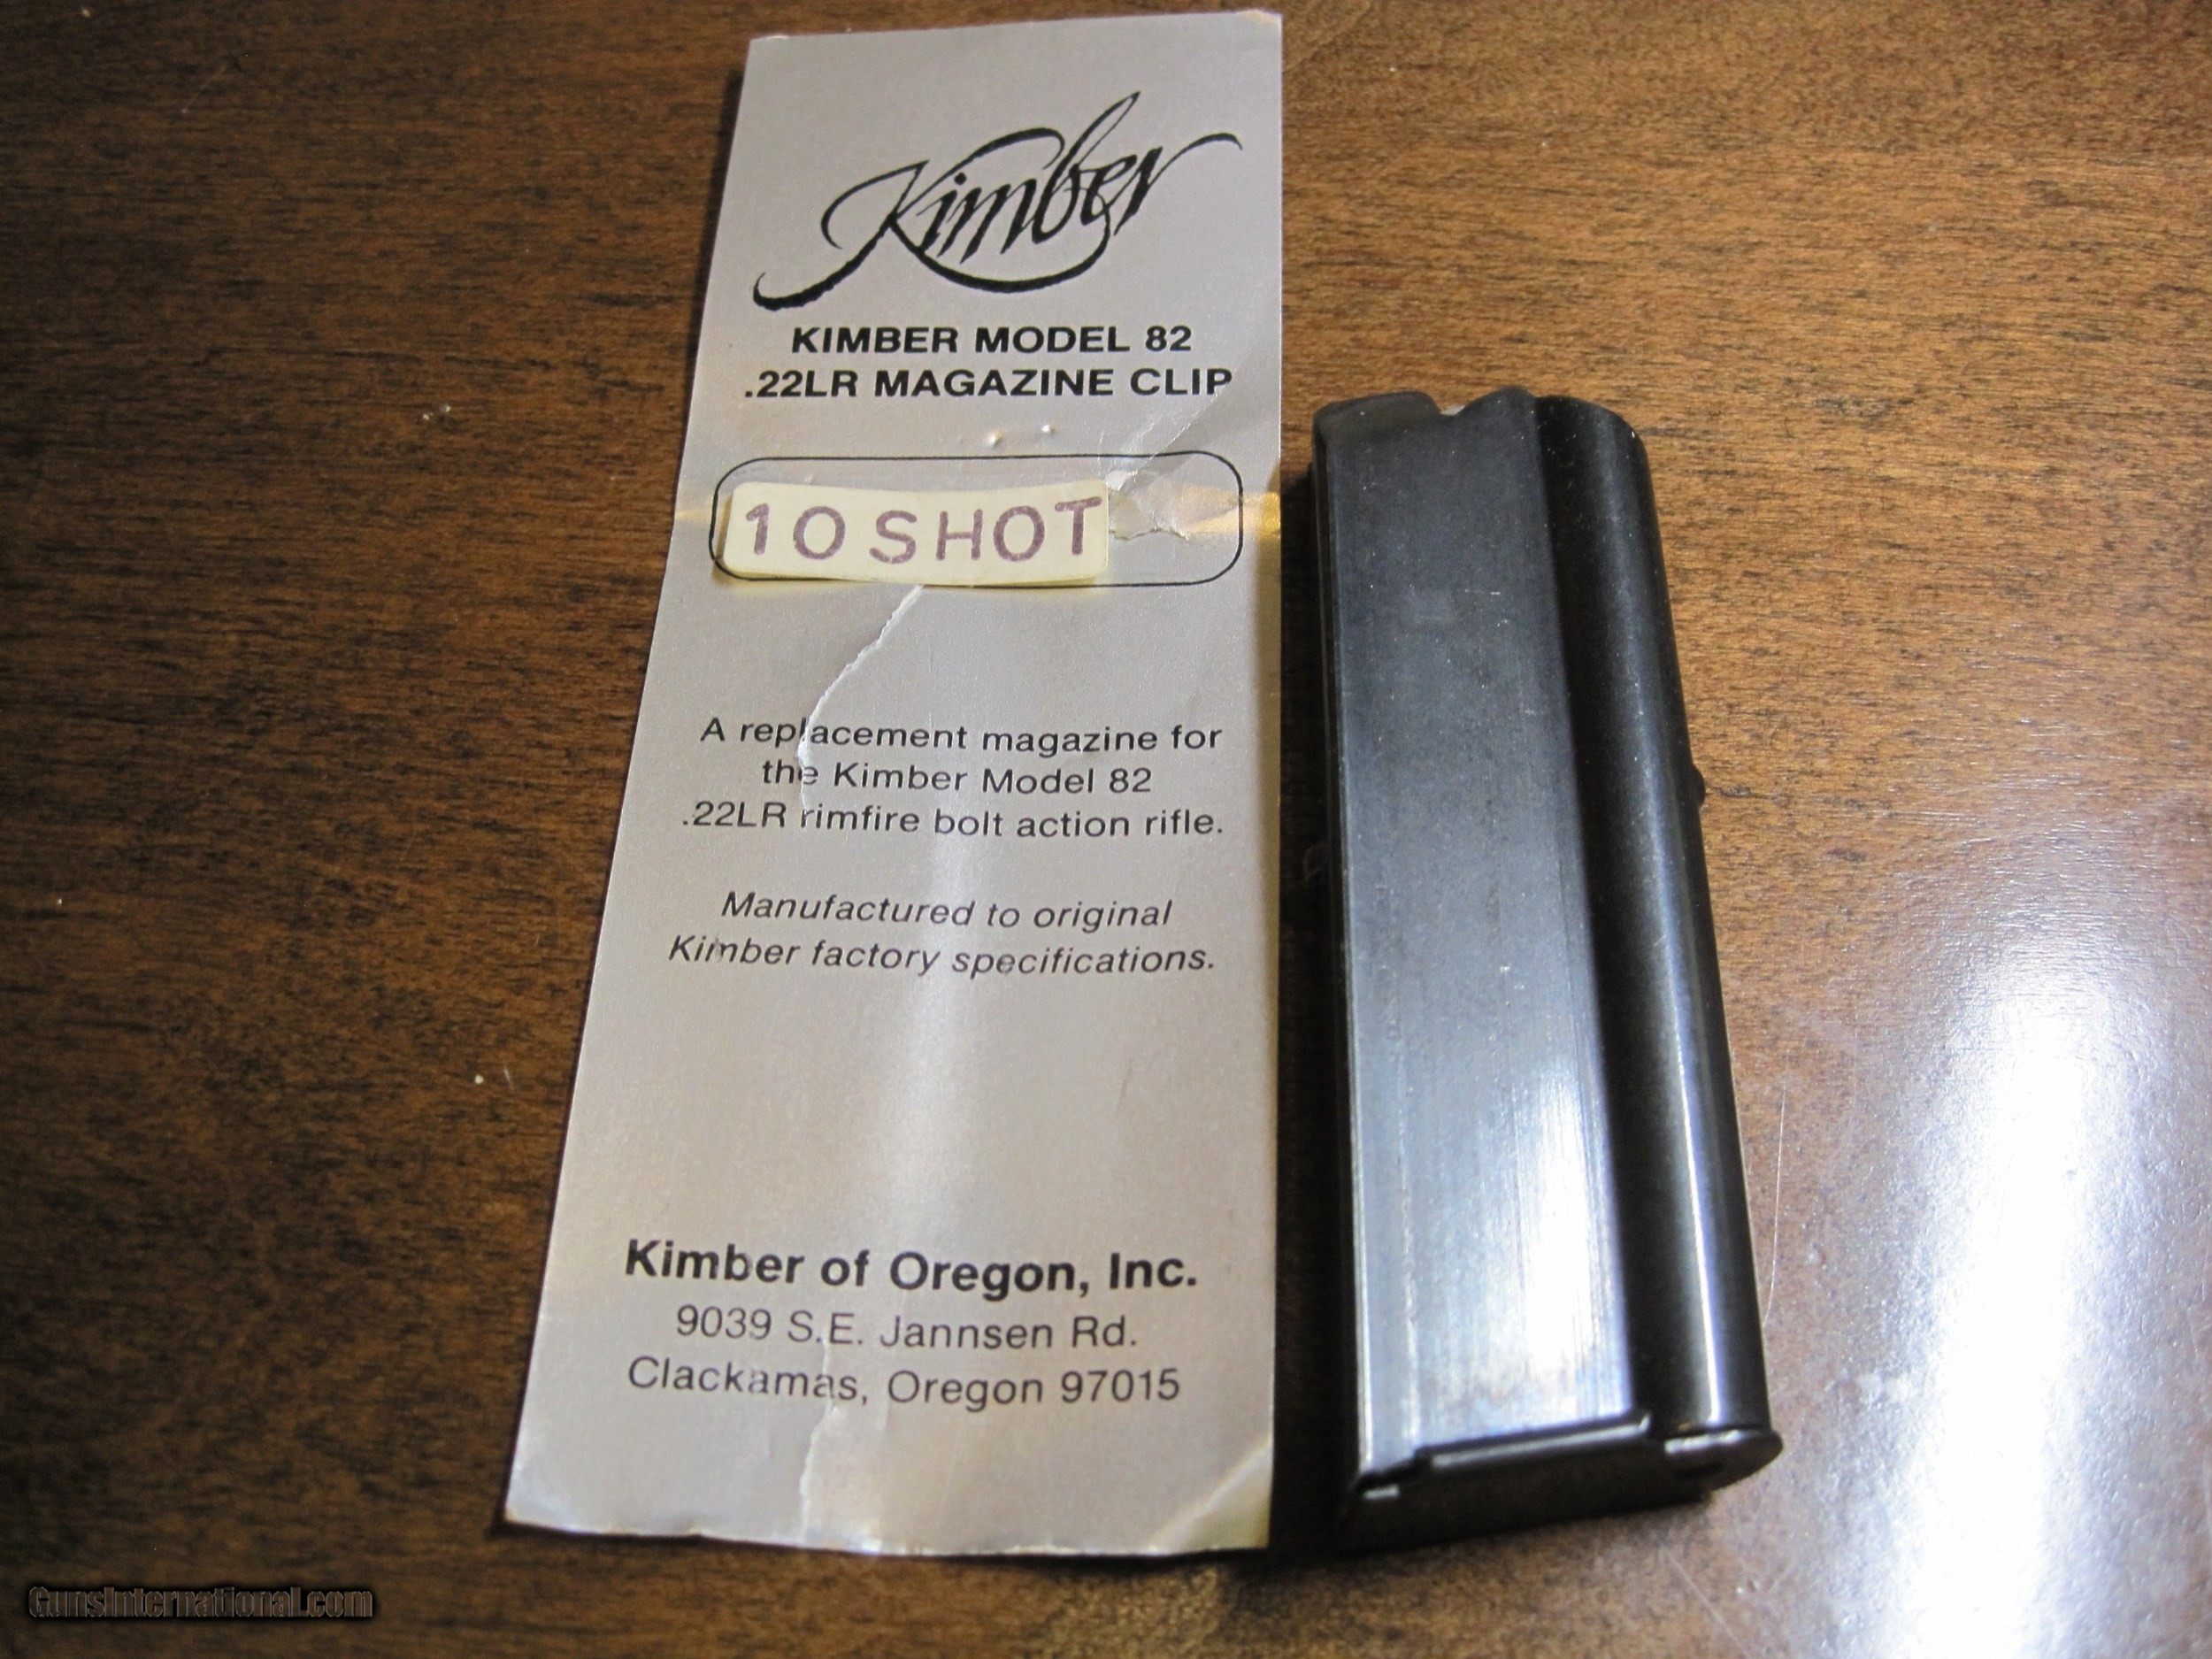 Kimber
KIMBER MODEL 82
.22LR MAGAZINE CLIP
10 SHOT
A replacement magazine for
the Kimber Model 82
.22LR rimfire bolt action rifle.
Manufactured to original
Kimber factory specifications.
Kimber of Oregon, Inc.
9039 S.E. Jannsen Rd.
Clackamas, Oregon 97015
GunsInternational.com